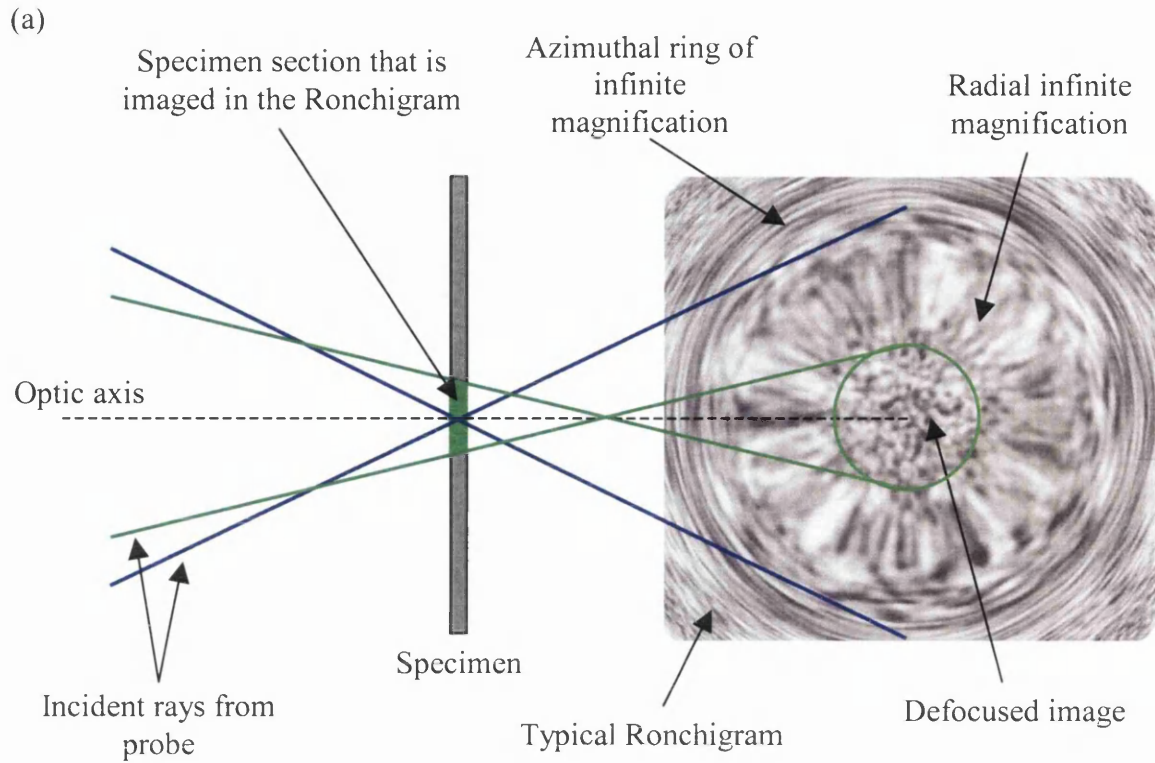 (a)
Specimen section that is
imaged in the Ronchigram
Azimuthal ring of
infinite
magnification
Radial infinite
magnification
Optic axis
Specimen
Incident rays from
probe
Typical Ronchigram
Defocused image